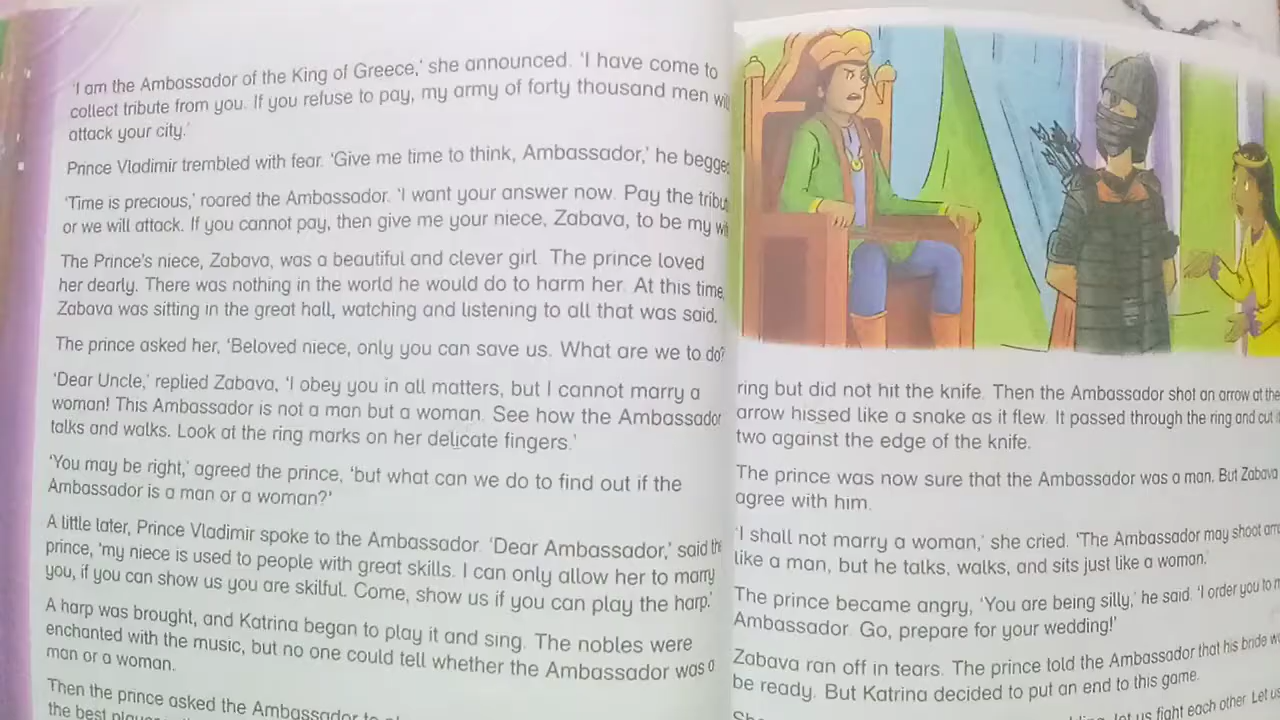 'I am the Ambassador of the King of Greece,' she announced. 'I have come to
collect tribute from you. If you refuse to pay, my army of forty thousand men
attack your city.'
Prince Vladimir trembled with fear. 'Give me time to think, Ambassador,' he begge
'Time is precious,' roared the Ambassador. 'I want your answer now. Pay the
or we will attack. If you cannot pay, then give me your niece, Zabava, to be my
The Prince's niece, Zabava, was a beautiful and clever girl. The prince loved
her dearly. There was nothing in the world he would do to harm her. At this time,
Zabava was sitting in the great hall, watching and listening to all that was said.
The prince asked her, 'Beloved niece, only you can save us. What are we to do?
'Dear Uncle,' replied Zabava, 'I obey you in all matters, but I cannot marry a
woman! This Ambassador is not a man but a woman. See how the Ambassador
talks and walks. Look at the ring marks on her delicate fingers.'
'You may be right,' agreed the prince, 'but what can we do to find out if the
Ambassador is a man or a woman?'
A little later, Prince Vladimir spoke to the Ambassador. 'Dear Ambassador,' said the
prince, 'my niece is used to people with great skills. I can only allow her to marry
you, if you can show us you are skilful. Come, show us if you can play the harp.'
A harp was brought, and Katrina began to play it and sing. The nobles were
enchanted with the music, but no one could tell whether the Ambassador was a
man or a woman.
Then the prince asked the Ambassador to
the best
ring but did not hit the knife. Then the Ambassador shot an arrow at the
arrow hissed like a snake as it flew. It passed through the ring and cut
two against the edge of the knife.
The prince was now sure that the Ambassador was a man. But Zabava
agree with him.
'I shall not marry a woman,' she cried. 'The Ambassador may shoot
like a man, but he talks, walks, and sits just like a woman.'
The prince became angry, 'You are being silly,' he said. 'I order you to
Ambassador. Go, prepare for your wedding!'
Zabava ran off in tears. The prince told the Ambassador that his bride
be ready. But Katrina decided to put an end to this game.
let us fight each other. Let us